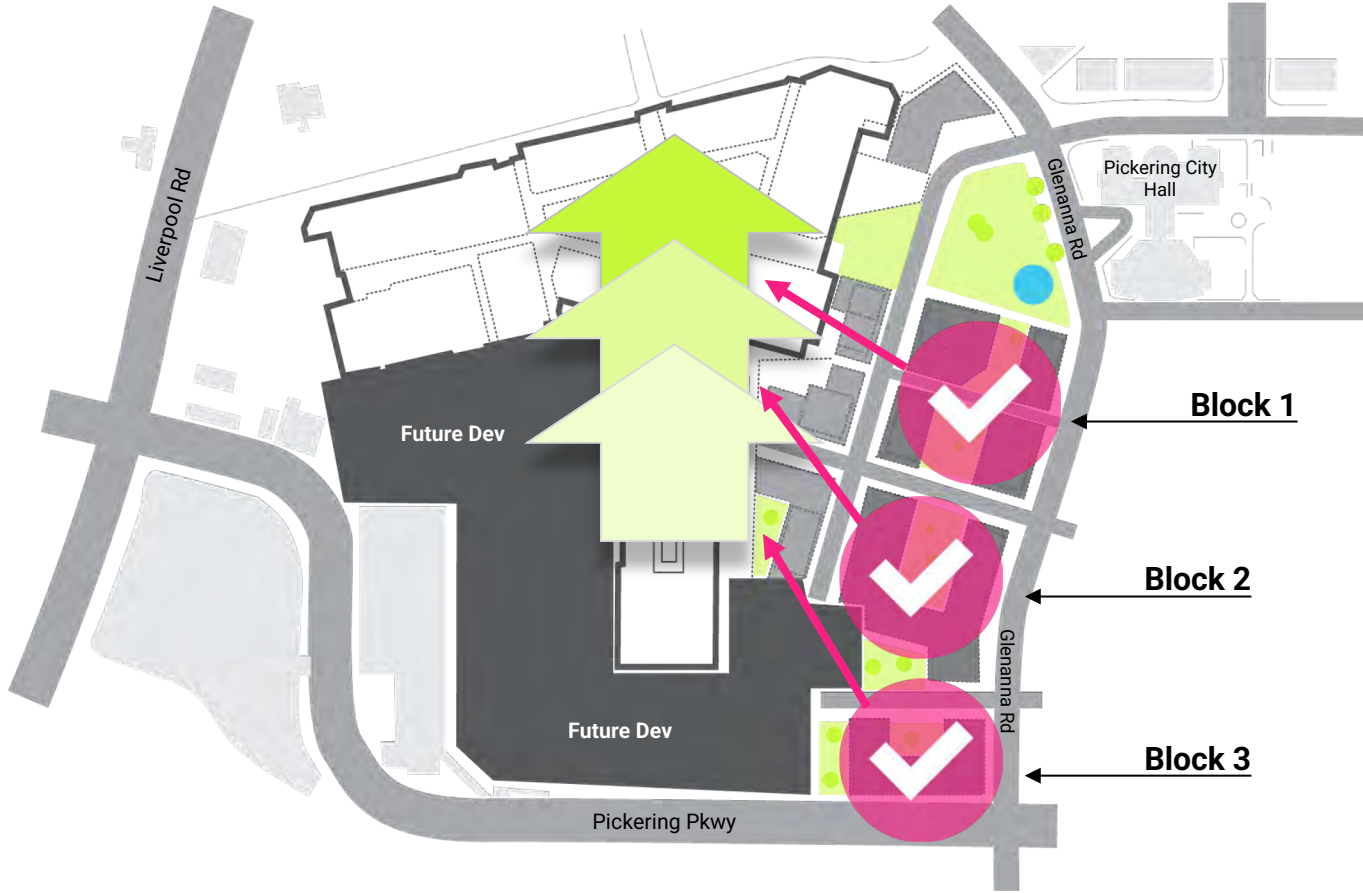 Liverpool Rd
Glenanna Rd
Pickering City
Hall
Block 1
Future Dev
Block 2
Glenanna Rd
Future Dev
Block 3
Pickering Pkwy